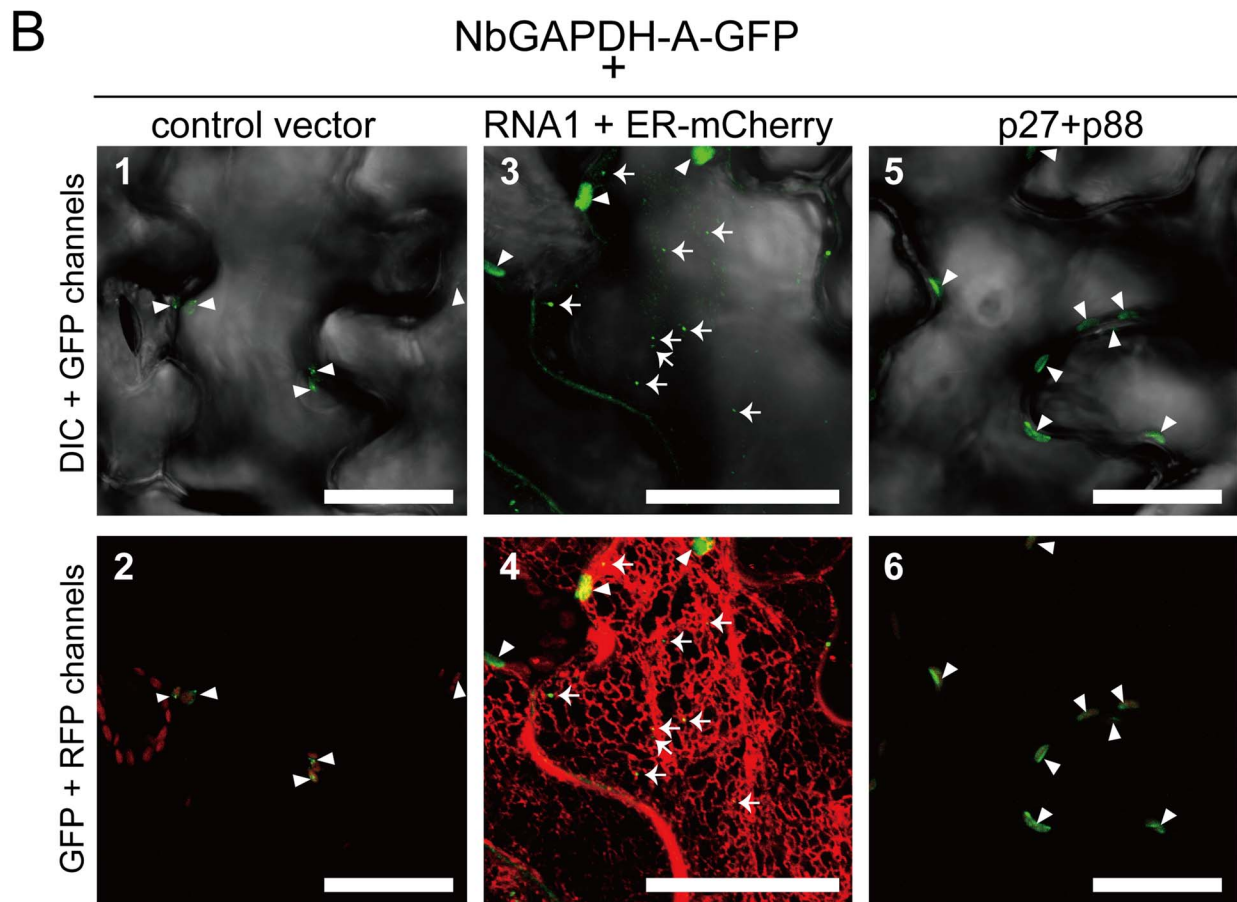 B
NbGAPDH-A-GFP
+
control vector
RNA1 + ER-mCherry
p27+p88
DIC + GFP channels
1
3
5
GFP + RFP channels
2
4
6